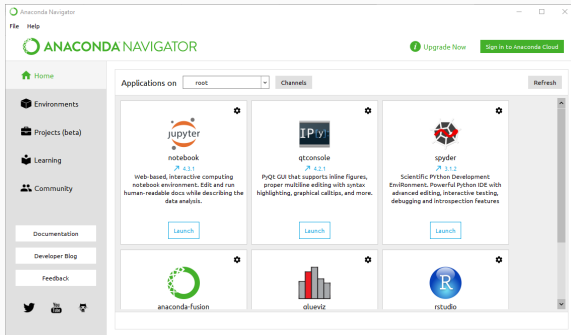 Anaconda Navigator
File Help
ANACONDA NAVIGATOR
Upgrade Now
Sign in to Anaconda Cloud
Home
Environments
Projects (beta)
Learning
Community
Documentation
Developer Blog
Feedback
You
Tube
Applications on root Channels Refresh
jupyter
notebook
4.3.1
Web-based, interactive computing
notebook environment. Edit and run
human-readable docs while describing the
data analysis.
Launch
IP[y]:
qtconsole
4.2.1
PyQt GUI that supports inline figures,
proper multiline editing with syntax
highlighting, graphical calltips, and more.
Launch
spyder
3.1.2
Scientific PYthon Development
EnviRonment. Powerful Python IDE with
advanced editing, interactive testing,
debugging and introspection features
Launch
anaconda-fusion
glueviz
R
rstudio